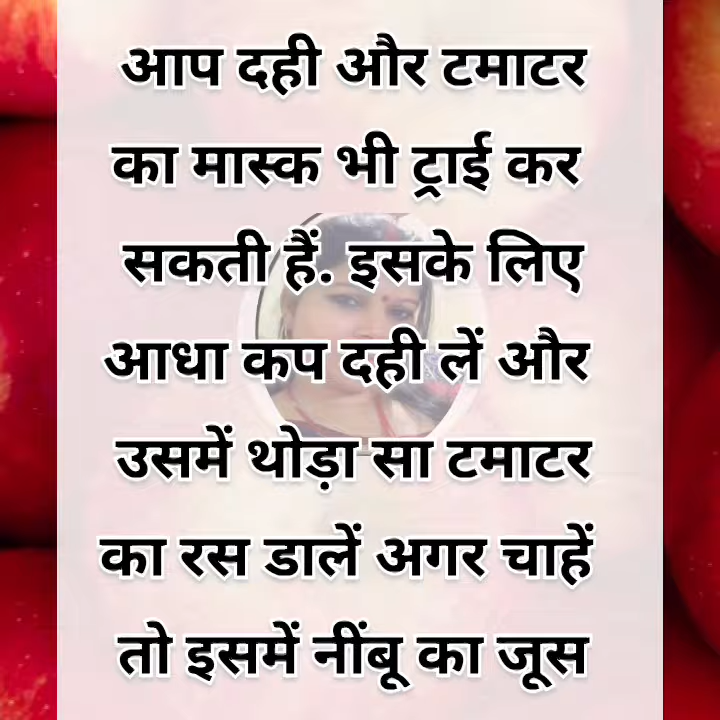 आप दही और टमाटर
का मास्क भी ट्राई कर
सकती हैं. इसके लिए
आधा कप दही लें और
उसमें थोड़ा सा टमाटर
का रस डालें अगर चाहें
तो इसमें नींबू का जूस